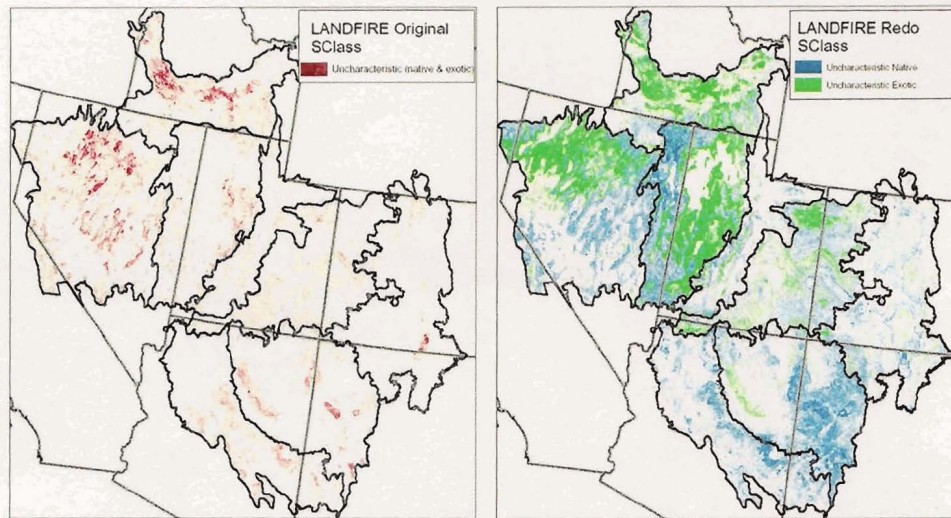 LANDFIRE Original
SClass
Uncharacteristic (native & exotic)
LANDFIRE Redo
SClass
Uncharacteristic Native
Uncharacteristic Exotic